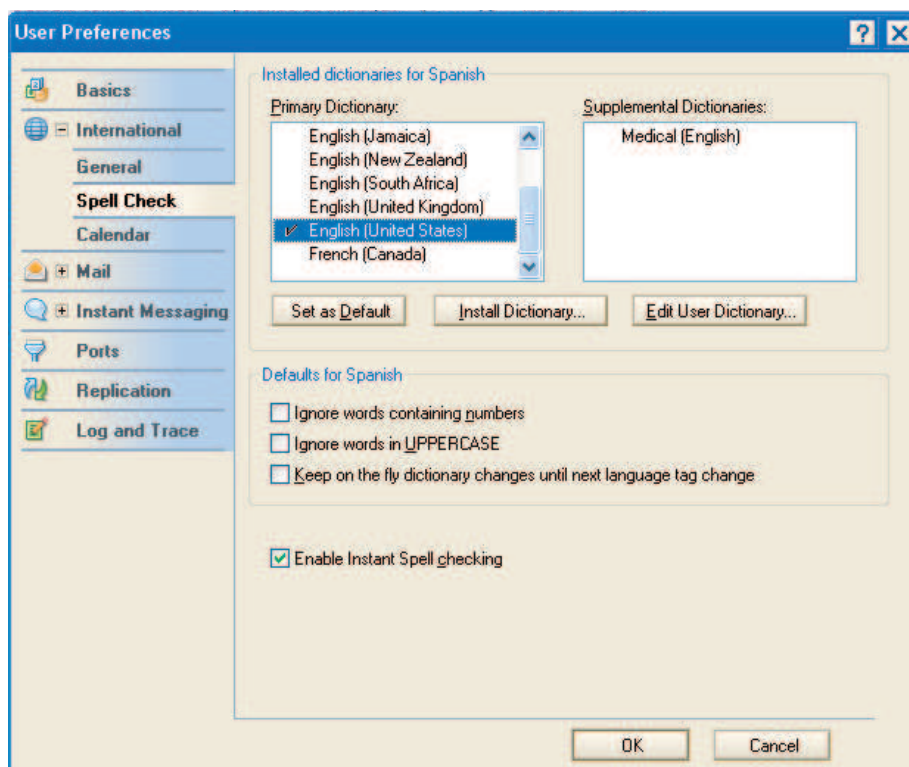 User Preferences
Basics
International
General
Spell Check
Calendar
Mail
Instant Messaging
Ports
Replication
Log and Trace
Installed dictionaries for Spanish
Primary Dictionary:
English (Jamaica)
English (New Zealand)
English (South Africa)
English (United Kingdom)
English (United States)
French (Canada)
Supplemental Dictionaries:
Medical (English)
Set as Default
Install Dictionary...
Edit User Dictionary...
Defaults for Spanish
Ignore words containing numbers
Ignore words in UPPERCASE
Keep on the fly dictionary changes until next language tag change
Enable Instant Spell checking
OK
Cancel